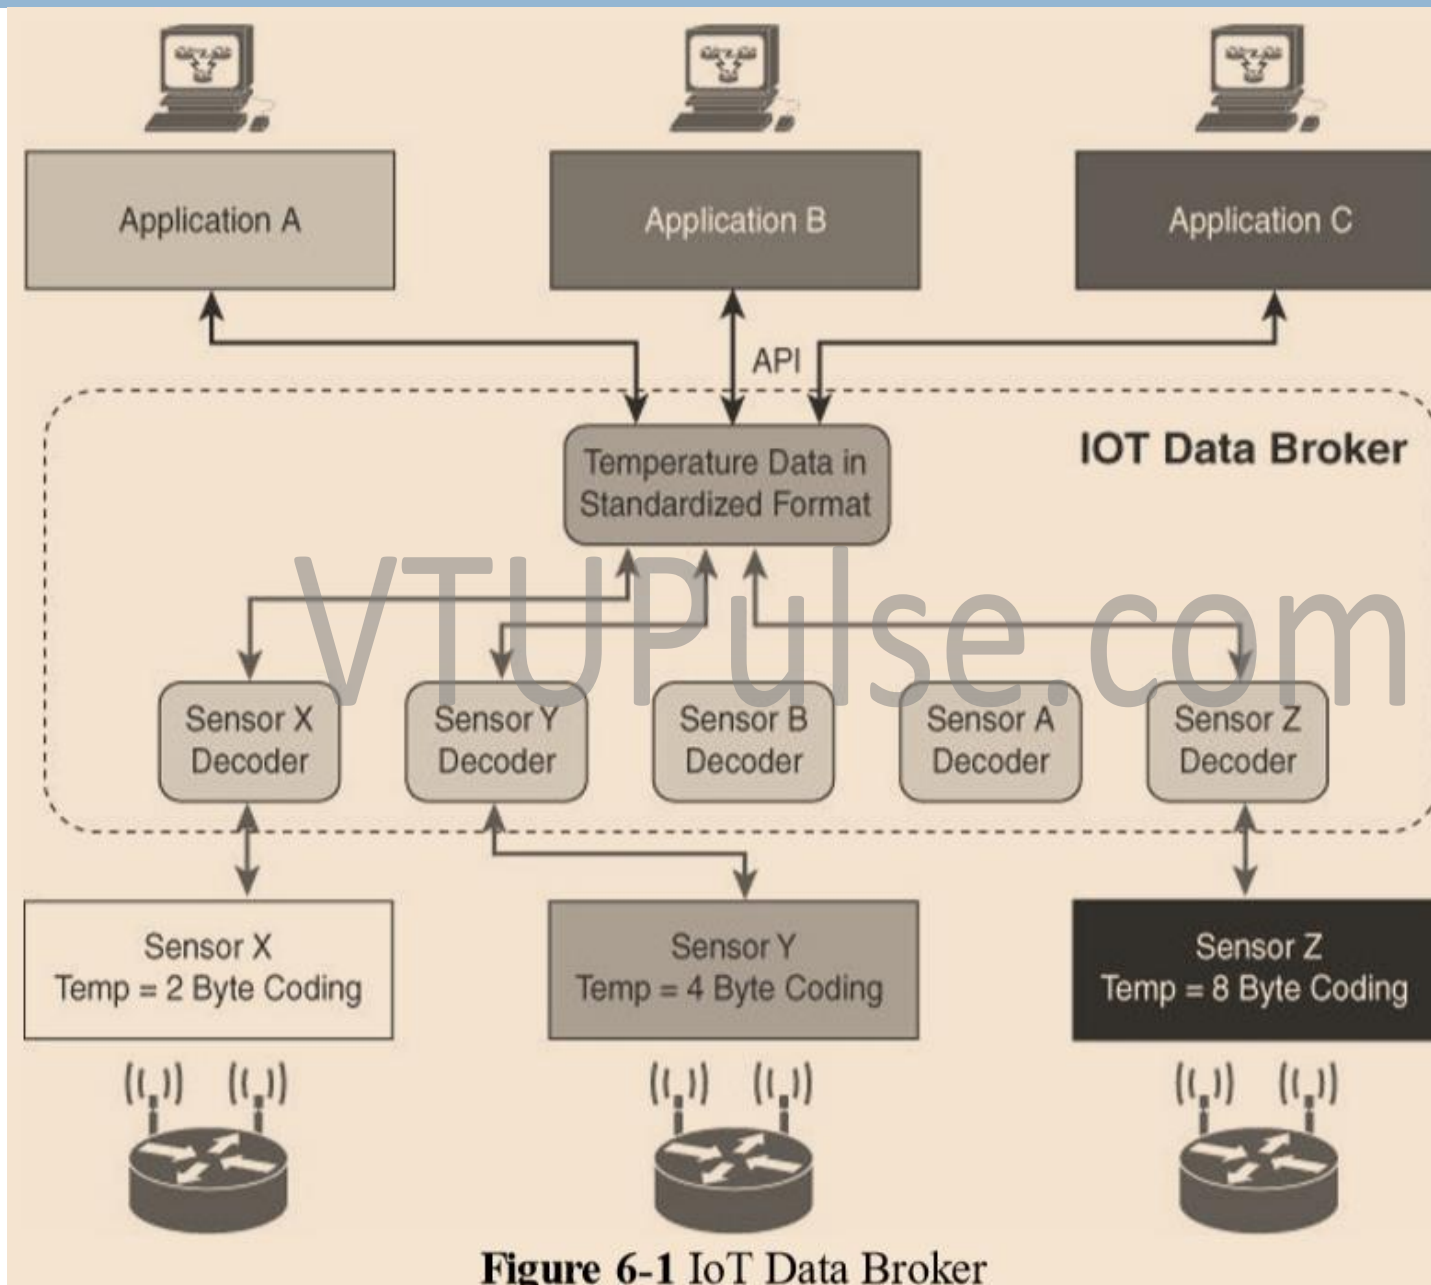 Application A
Application B
Application C
API
IOT Data Broker
Temperature Data in
Standardized Format
VTUPulse.com
Sensor X
Decoder
Sensor Y
Decoder
Sensor B
Decoder
Sensor A
Decoder
Sensor Z
Decoder
Sensor X
Temp = 2 Byte Coding
Sensor Y
Temp = 4 Byte Coding
Sensor Z
Temp = 8 Byte Coding
Figure 6-1 IoT Data Broker